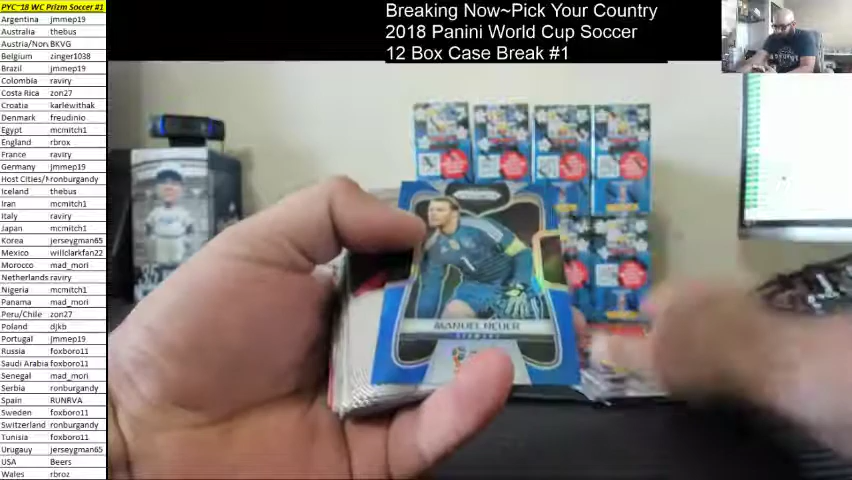 PYC~18 WC Prizm Soccer #1
Argentina jmmep19
Australia thebus
Austria/Nor BKVG
Belgium zinger1038
Brazil jmmep19
Colombia raviry
Costa Rica zon27
Croatia karlewithak
Denmark freudinio
Egypt mcmitch1
England rbrox
France raviry
Germany jmmep19
Host Cities/M ronburgandy
Iceland thebus
Iran mcmitch1
Italy raviry
Japan mcmitch1
Korea jerseygman65
Mexico willclarkfan22
Morocco mad_mori
Netherlands raviry
Nigeria mcmitch1
Panama mad_mori
Peru/Chile zon27
Poland djkb
Portugal jmmep19
Russia foxboro11
Saudi Arabia foxboro11
Senegal mad_mori
Serbia ronburgandy
Spain RUNRVA
Sweden foxboro11
Switzerland ronburgandy
Tunisia foxboro11
Urugauy jerseygman65
USA Beers
Wales rbroz
Breaking Now~Pick Your Country
2018 Panini World Cup Soccer
12 Box Case Break #1
MANUEL NEUER